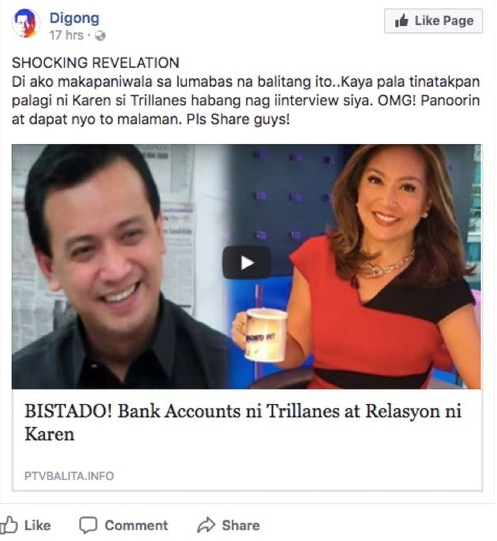 Digong
Like Page
17 hrs ·
SHOCKING REVELATION
Di ako makapaniwala sa lumabas na balitang ito..Kaya pala tinatakpan
palagi ni Karen si Trillanes habang nag iinterview siya. OMG! Panoorin
at dapat nyo to malaman. Pls Share guys!
BISTADO! Bank Accounts ni Trillanes at Relasyon ni
Karen
PTVBALITA.INFO
Like Comment Share